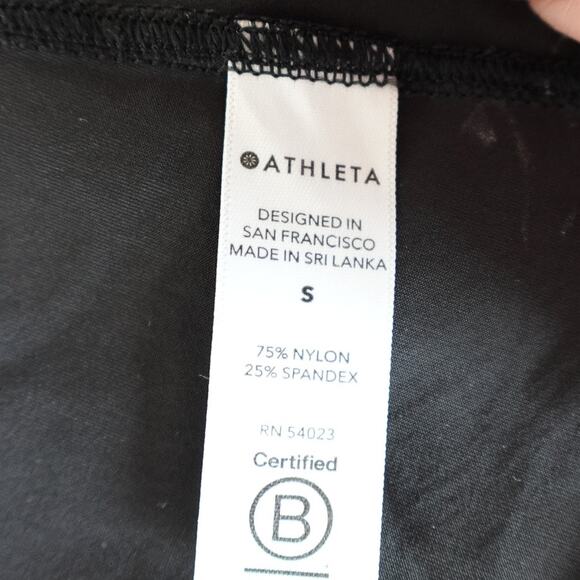 ATHLETA
DESIGNED IN
SAN FRANCISCO
MADE IN SRI LANKA
S
75% NYLON
25% SPANDEX
RN 54023
Certified
B